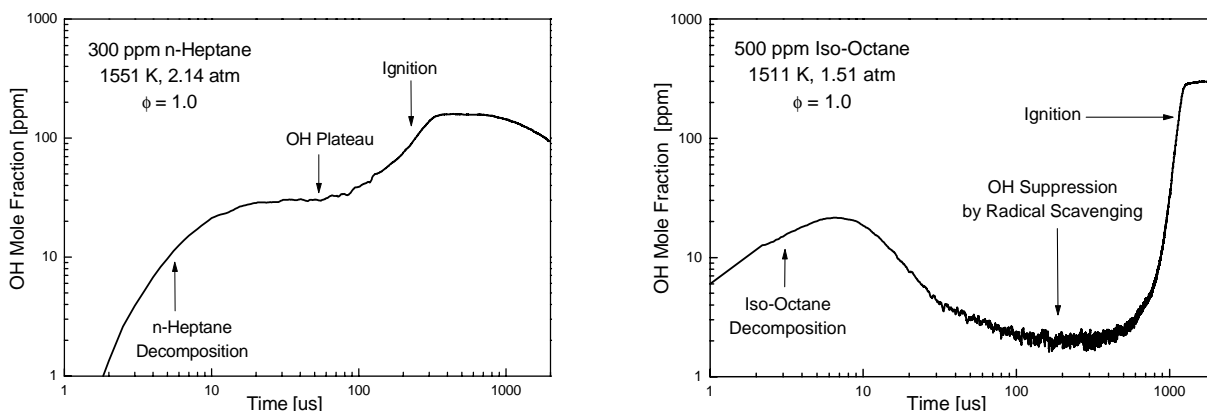 1000
100
10
1
OH Mole Fraction [ppm]
300 ppm n-Heptane
1551 K, 2.14 atm
ϕ = 1.0
Ignition
OH Plateau
n-Heptane
Decomposition
1 10 100 1000
Time [us]
1000
100
10
1
OH Mole Fraction [ppm]
500 ppm Iso-Octane
1511 K, 1.51 atm
ϕ = 1.0
Ignition
OH Suppression
by Radical Scavenging
Iso-Octane
Decomposition
1 10 100 1000
Time [us]